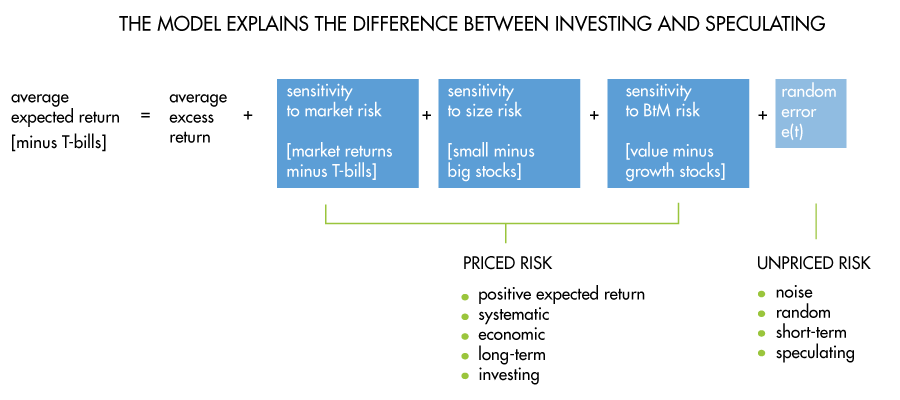 THE MODEL EXPLAINS THE DIFFERENCE BETWEEN INVESTING AND SPECULATING
average
expected return
[minus T-bills]
=
average
excess
return
+
sensitivity
to market risk
[market returns
minus T-bills]
+
sensitivity
to size risk
[small minus
big stocks]
+
sensitivity
to BtM risk
[value minus
growth stocks]
+
random
error
e(t)
PRICED RISK
• positive expected return
• systematic
• economic
• long-term
• investing
UNPRICED RISK
• noise
• random
• short-term
• speculating